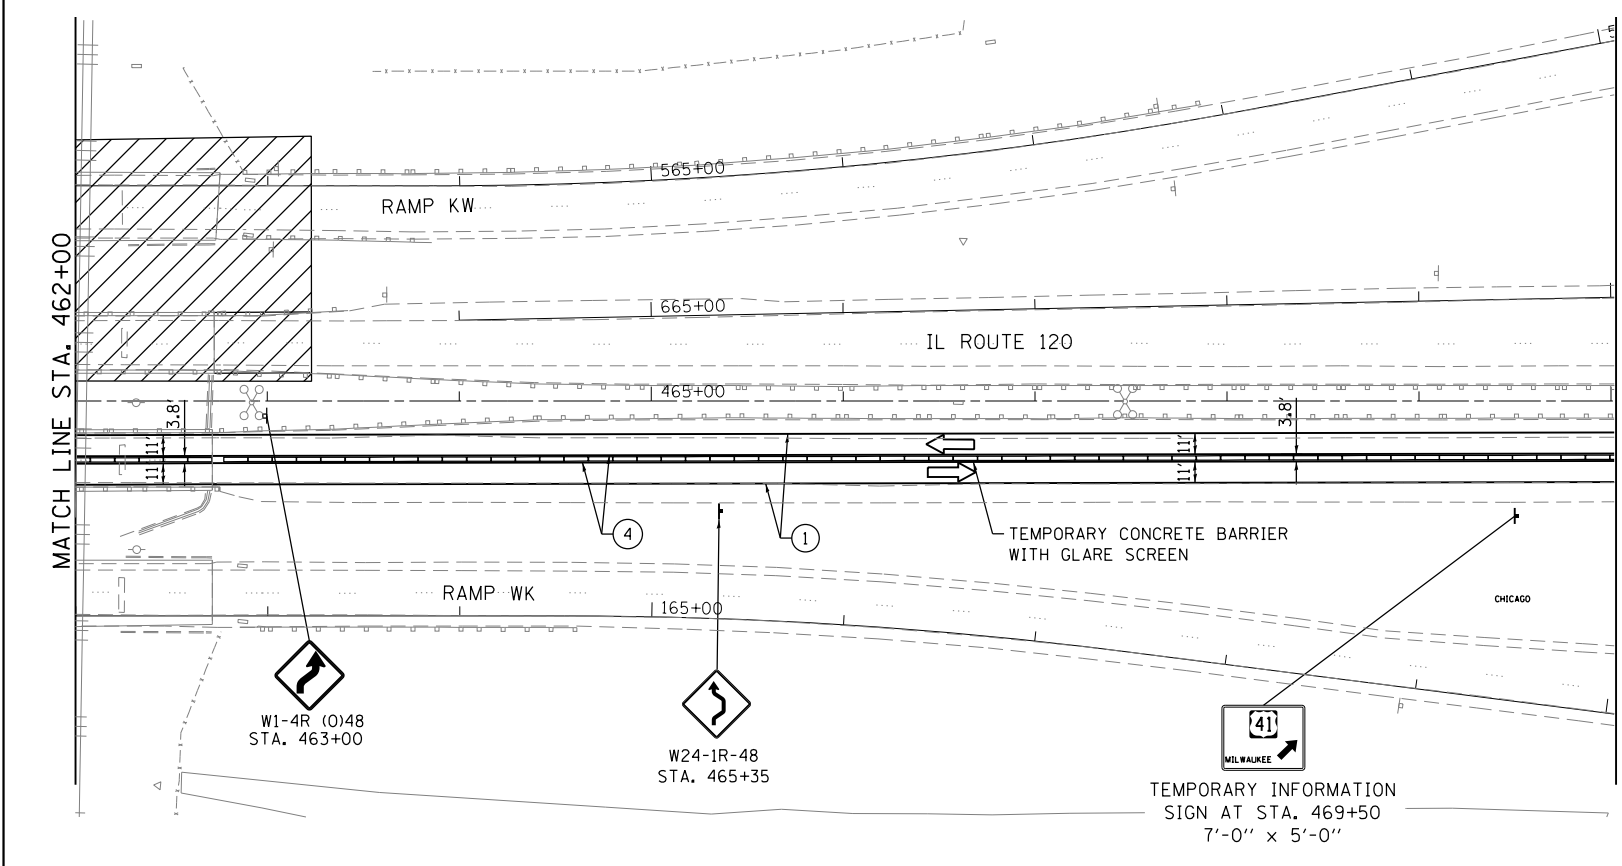 565+00
RAMP KW
665+00
IL ROUTE 120
465+00
MATCH LINE STA. 462+00
3.8'
11'
11'
3.8'
11'
11'
4
1
TEMPORARY CONCRETE BARRIER
WITH GLARE SCREEN
RAMP WK
165+00
CHICAGO
W1-4R (O)48
STA. 463+00
W24-1R-48
STA. 465+35
41
MILWAUKEE
TEMPORARY INFORMATION
SIGN AT STA. 469+50
7'-0" x 5'-0"